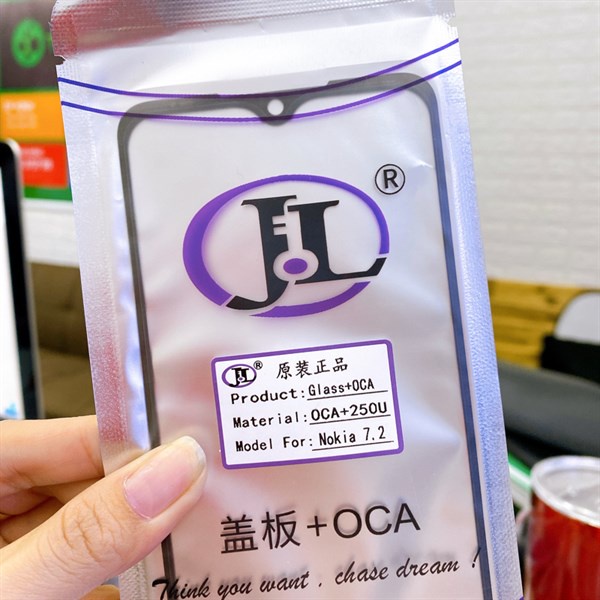 JL®
JL® 原装正品
Product: Glass+OCA
Material: OCA+250U
Model For: Nokia 7.2
盖板+OCA
Think you want , chase dream !